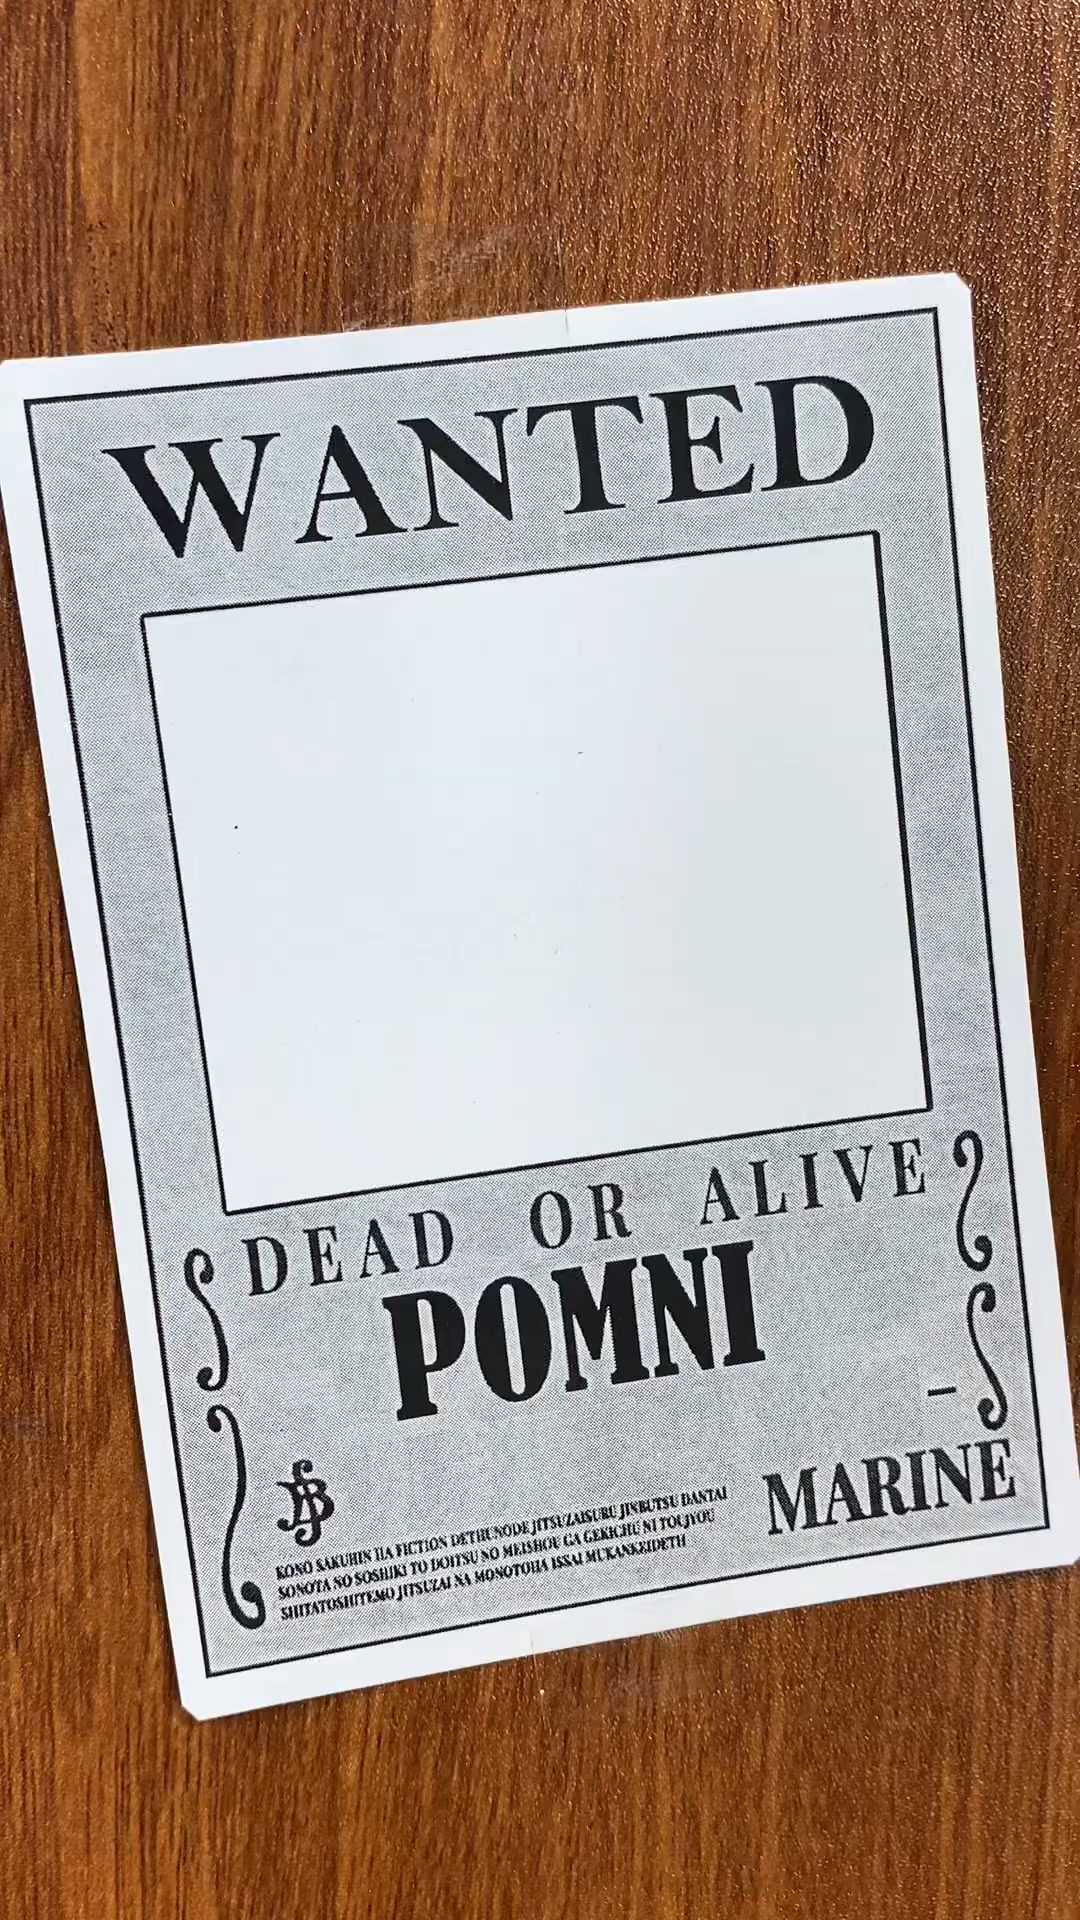 WANTED
DEAD OR ALIVE
POMNI
–
MARINE
KONO SAKUHIN HA FICTION DETHUNODE JITSUZAISURU JINBUTSU DANTAI
SONOTA NO SOSHIKI TO DOITSU NO MEISHOU GA GEKICHU NI TOUJYOU
SHITATOSHITEMO JITSUZAI NA MONOTOHA ISSAI MUKANKEIDETH